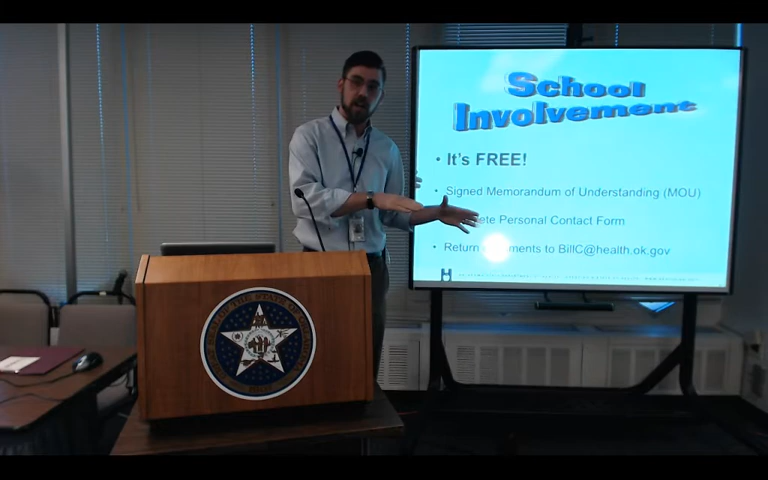 School
Involvement
• It's FREE!
• Signed Memorandum of Understanding (MOU)
Personal Contact Form
• Return to BillC@health.ok.gov